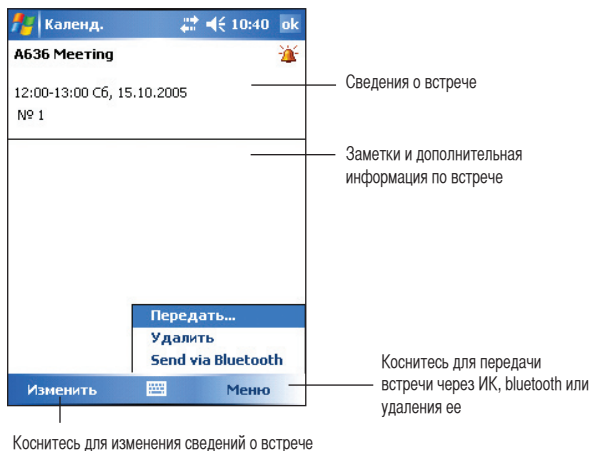 Календ. 10:40 ok
A636 Meeting
12:00-13:00 Сб, 15.10.2005
№ 1
Сведения о встрече
Заметки и дополнительная
информация по встрече
Передать...
Удалить
Send via Bluetooth
Изменить Меню
Коснитесь для передачи
встречи через ИК, bluetooth или
удаления ее
Коснитесь для изменения сведений о встрече